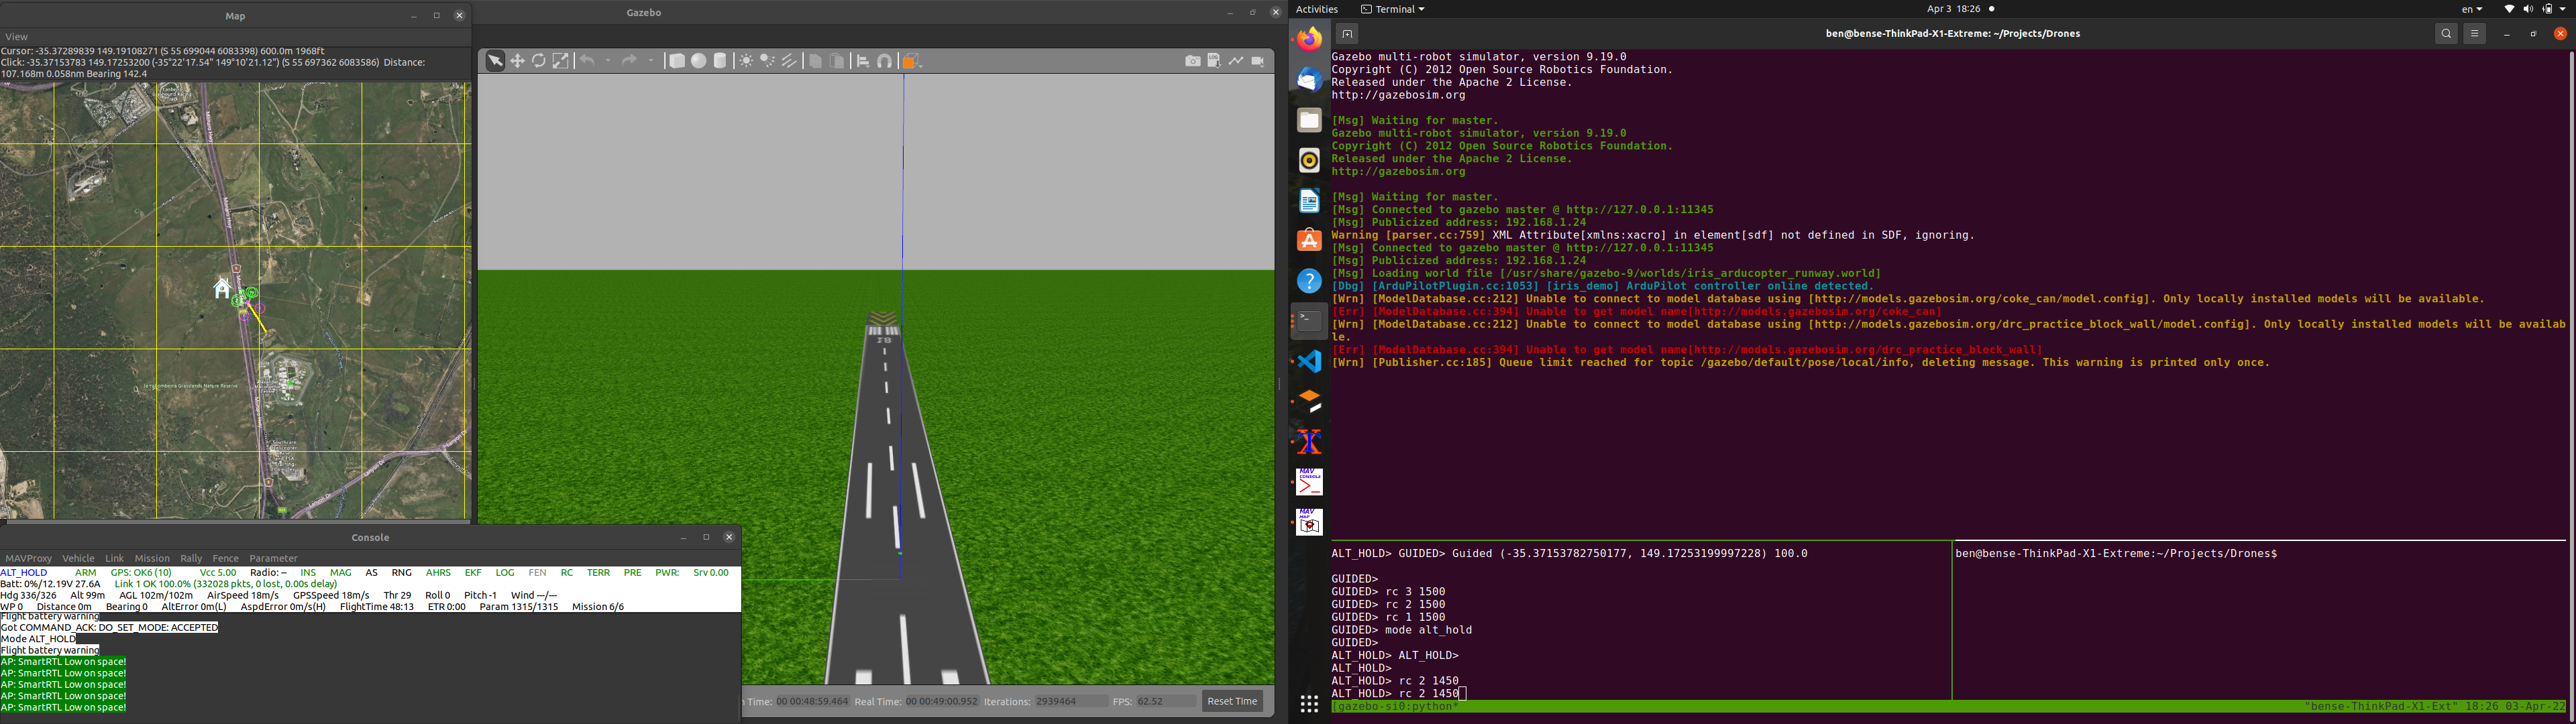 Map
View
Cursor: -35.37289839 149.19108271 (S 55 699044 6083398) 600.0m 1968ft
Click: -35.37153783 149.17253200 (-35°22'17.54" 149°10'21.12") (S 55 697362 6083586) Distance:
107.168m 0.058nm Bearing 142.4
Jerrabomberra Grasslands Nature Reserve
Gazebo
18
Time: 00 00:48:59.464 Real Time: 00 00:49:00.952 Iterations: 2939464 FPS: 62.52 Reset Time
Console
MAVProxy Vehicle Link Mission Rally Fence Parameter
ALT_HOLD ARM GPS: OK6 (10) Vcc 5.00 Radio: -- INS MAG AS RNG AHRS EKF LOG FEN RC TERR PRE PWR: Srv 0.00
Batt: 0%/12.19V 27.6A Link 1 OK 100.0% (332028 pkts, 0 lost, 0.00s delay)
Hdg 336/326 Alt 99m AGL 102m/102m AirSpeed 18m/s GPSSpeed 18m/s Thr 29 Roll 0 Pitch -1 Wind ---/---
WP 0 Distance 0m Bearing 0 AltError 0m(L) AspdError 0m/s(H) FlightTime 48:13 ETR 0:00 Param 1315/1315 Mission 6/6
Flight battery warning
Got COMMAND_ACK: DO_SET_MODE: ACCEPTED
Mode ALT_HOLD
Flight battery warning
AP: SmartRTL Low on space!
AP: SmartRTL Low on space!
AP: SmartRTL Low on space!
AP: SmartRTL Low on space!
AP: SmartRTL Low on space!
Activities Terminal Apr 3 18:26 en
ben@bense-ThinkPad-X1-Extreme: ~/Projects/Drones
Gazebo multi-robot simulator, version 9.19.0
Copyright (C) 2012 Open Source Robotics Foundation.
Released under the Apache 2 License.
http://gazebosim.org
[Msg] Waiting for master.
Gazebo multi-robot simulator, version 9.19.0
Copyright (C) 2012 Open Source Robotics Foundation.
Released under the Apache 2 License.
http://gazebosim.org
[Msg] Waiting for master.
[Msg] Connected to gazebo master @ http://127.0.0.1:11345
[Msg] Publicized address: 192.168.1.24
Warning [parser.cc:759] XML Attribute[xmlns:xacro] in element[sdf] not defined in SDF, ignoring.
[Msg] Connected to gazebo master @ http://127.0.0.1:11345
[Msg] Publicized address: 192.168.1.24
[Msg] Loading world file [/usr/share/gazebo-9/worlds/iris_arducopter_runway.world]
[Dbg] [ArduPilotPlugin.cc:1053] [iris_demo] ArduPilot controller online detected.
[Wrn] [ModelDatabase.cc:212] Unable to connect to model database using [http://models.gazebosim.org/coke_can/model.config]. Only locally installed models will be available.
[Err] [ModelDatabase.cc:394] Unable to get model name[http://models.gazebosim.org/coke_can]
[Wrn] [ModelDatabase.cc:212] Unable to connect to model database using [http://models.gazebosim.org/drc_practice_block_wall/model.config]. Only locally installed models will be availab
le.
[Err] [ModelDatabase.cc:394] Unable to get model name[http://models.gazebosim.org/drc_practice_block_wall]
[Wrn] [Publisher.cc:185] Queue limit reached for topic /gazebo/default/pose/local/info, deleting message. This warning is printed only once.
MAV
CONSOLE
MAV
MAP
ALT_HOLD> GUIDED> Guided (-35.37153782750177, 149.17253199997228) 100.0
GUIDED>
GUIDED> rc 3 1500
GUIDED> rc 2 1500
GUIDED> rc 1 1500
GUIDED> mode alt_hold
GUIDED>
ALT_HOLD> ALT_HOLD>
ALT_HOLD>
ALT_HOLD> rc 2 1450
ALT_HOLD> rc 2 1450
ben@bense-ThinkPad-X1-Extreme:~/Projects/Drones$
[gazebo-si0:python* "bense-ThinkPad-X1-Ext" 18:26 03-Apr-22